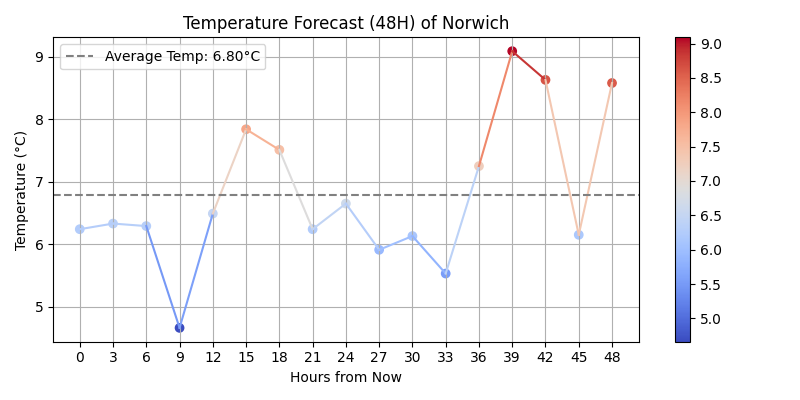 Temperature Forecast (48H) of Norwich
Average Temp: 6.80°C
Temperature (°C)
9
8
7
6
5
0 3 6 9 12 15 18 21 24 27 30 33 36 39 42 45 48
Hours from Now
9.0
8.5
8.0
7.5
7.0
6.5
6.0
5.5
5.0